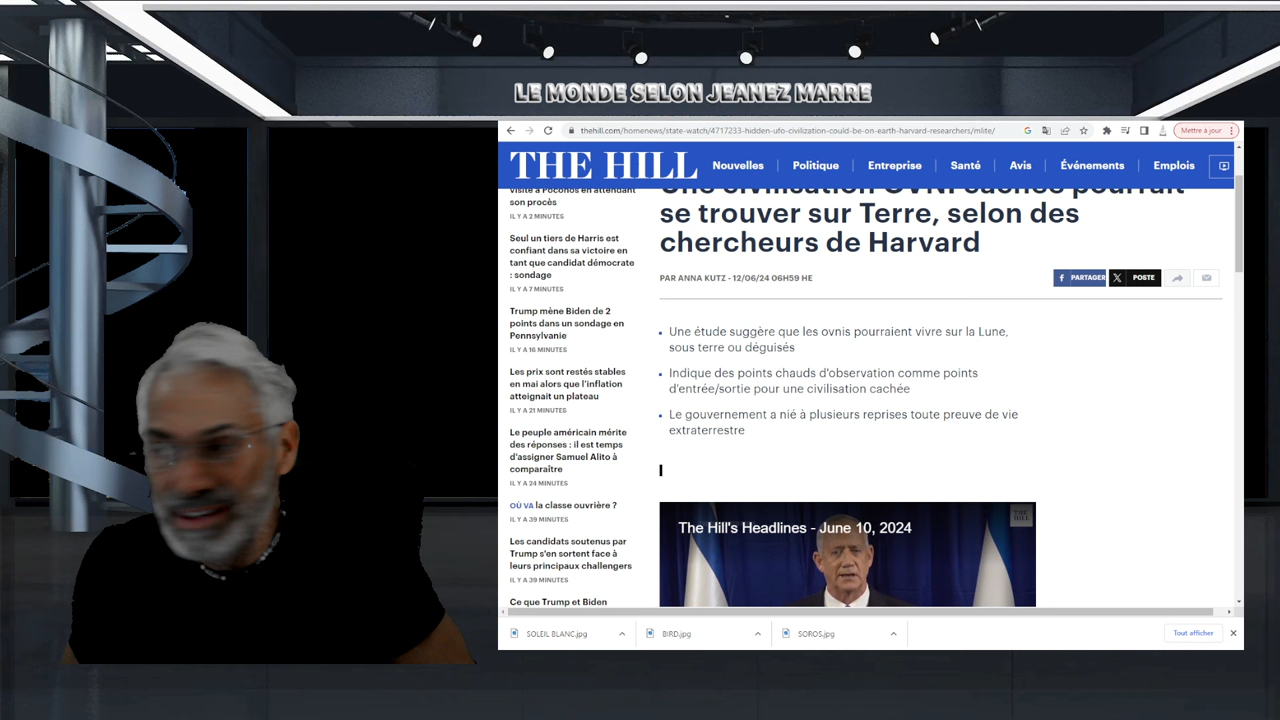 LE MONDE SELON JEANEZ MARRE
thehill.com/homenews/state-watch/4717233-hidden-ufo-civilization-could-be-on-earth-harvard-researchers/mlite/
Mettre à jour
THE HILL
Nouvelles | Politique | Entreprise | Santé | Avis | Événements | Emplois
visite à Poconos en attendant
son procès
IL Y A 2 MINUTES
Seul un tiers de Harris est
confiant dans sa victoire en
tant que candidat démocrate
: sondage
IL Y A 7 MINUTES
Trump mène Biden de 2
points dans un sondage en
Pennsylvanie
IL Y A 16 MINUTES
Les prix sont restés stables
en mai alors que l'inflation
atteignait un plateau
IL Y A 21 MINUTES
Le peuple américain mérite
des réponses : il est temps
d'assigner Samuel Alito à
comparaître
IL Y A 24 MINUTES
OÙ VA la classe ouvrière ?
IL Y A 39 MINUTES
Les candidats soutenus par
Trump s'en sortent face à
leurs principaux challengers
IL Y A 39 MINUTES
Ce que Trump et Biden
Une civilisation OVNI cachée pourrait
se trouver sur Terre, selon des
chercheurs de Harvard
PAR ANNA KUTZ - 12/06/24 06H59 HE
PARTAGER
POSTE
Une étude suggère que les ovnis pourraient vivre sur la Lune,
sous terre ou déguisés
Indique des points chauds d'observation comme points
d'entrée/sortie pour une civilisation cachée
Le gouvernement a nié à plusieurs reprises toute preuve de vie
extraterrestre
The Hill's Headlines - June 10, 2024
THE
HILL
SOLEIL BLANC.jpg
BIRD.jpg
SOROS.jpg
Tout afficher